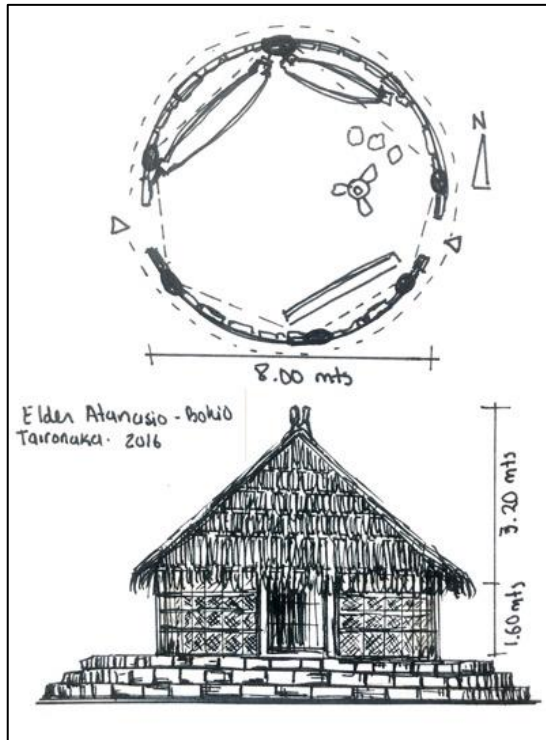 N
8.00 mts
Elder Atanasio - Bohio
Taironaka. 2016
3.20 mts
1.60 mts